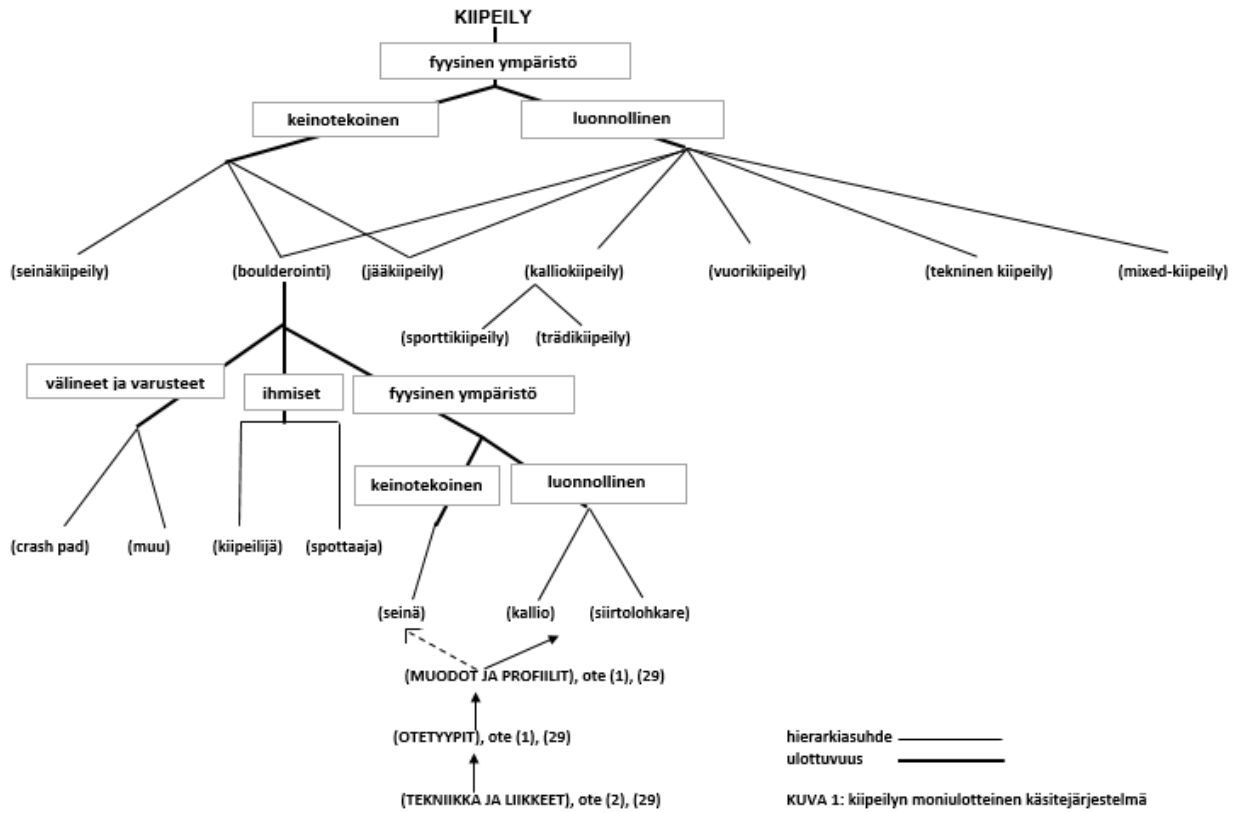 KIIPEILY
fyysinen ympäristö
keinotekoinen
luonnollinen
(seinäkiipeily)
(boulderointi)
(jääkiipeily)
(kalliokiipeily)
(vuorikiipeily)
(tekninen kiipeily)
(mixed-kiipeily)
(sporttikiipeily)
(trädikiipeily)
välineet ja varusteet
ihmiset
fyysinen ympäristö
keinotekoinen
luonnollinen
(crash pad)
(muu)
(kiipeilijä)
(spottaaja)
(seinä)
(kallio)
(siirtolohkare)
(MUODOT JA PROFIILIT), ote (1), (29)
(OTETYYPIT), ote (1), (29)
(TEKNIIKKA JA LIIKKEET), ote (2), (29)
hierarkiasuhde
ulottuvuus
KUVA 1: kiipeilyn moniulotteinen käsitejärjestelmä